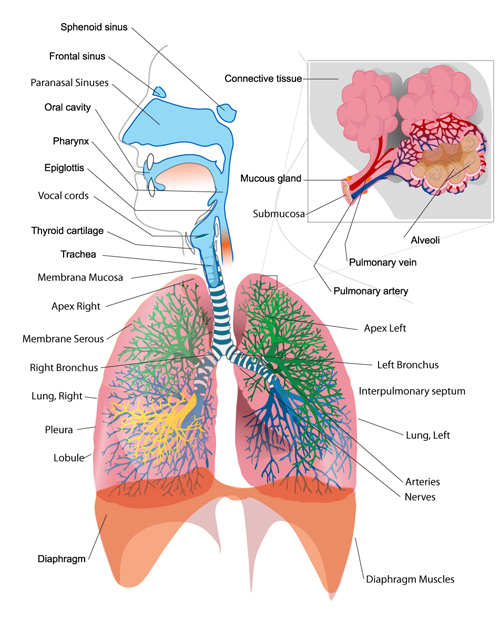 Sphenoid sinus
Frontal sinus
Paranasal Sinuses
Oral cavity
Pharynx
Epiglottis
Vocal cords
Thyroid cartilage
Trachea
Membrana Mucosa
Apex Right
Membrane Serous
Right Bronchus
Lung, Right
Pleura
Lobule
Diaphragm
Connective tissue
Mucous gland
Submucosa
Alveoli
Pulmonary vein
Pulmonary artery
Apex Left
Left Bronchus
Interpulmonary septum
Lung, Left
Arteries
Nerves
Diaphragm Muscles